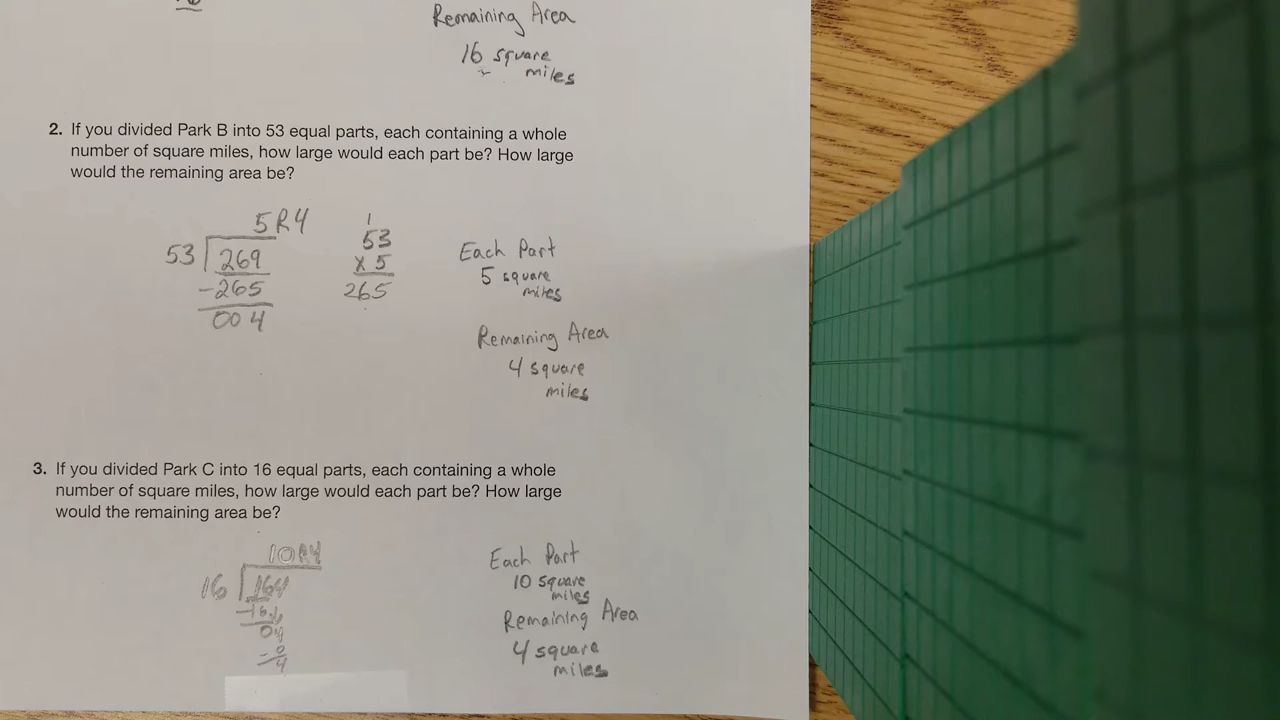 Remaining Area
16 square
miles
2. If you divided Park B into 53 equal parts, each containing a whole
number of square miles, how large would each part be? How large
would the remaining area be?
5R4
53 269
-265
004
1
53
x 5
265
Each Part
5 square
miles
Remaining Area
4 square
miles
3. If you divided Park C into 16 equal parts, each containing a whole
number of square miles, how large would each part be? How large
would the remaining area be?
10R4
16 164
-16
04
-0
4
Each Part
10 square
miles
Remaining Area
4 square
miles